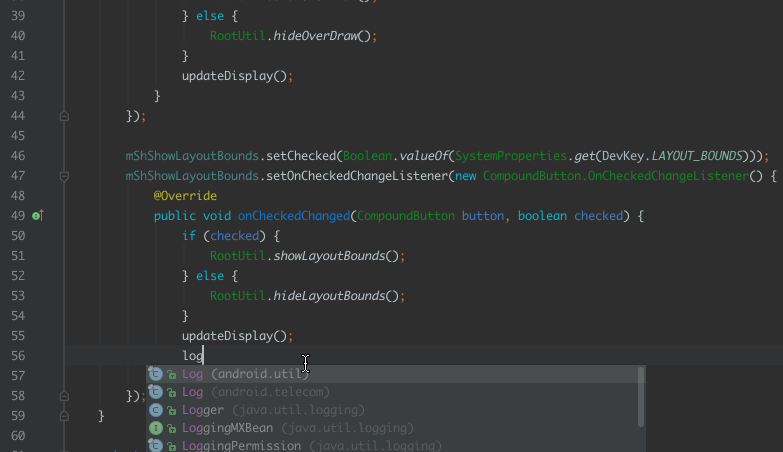 39 } else {
40 RootUtil.hideOverDraw();
41 }
42 updateDisplay();
43 }
44 });
45
46 mShShowLayoutBounds.setChecked(Boolean.valueOf(SystemProperties.get(DevKey.LAYOUT_BOUNDS)));
47 mShShowLayoutBounds.setOnCheckedChangeListener(new CompoundButton.OnCheckedChangeListener() {
48 @Override
49 public void onCheckedChanged(CompoundButton button, boolean checked) {
50 if (checked) {
51 RootUtil.showLayoutBounds();
52 } else {
53 RootUtil.hideLayoutBounds();
54 }
55 updateDisplay();
56 log
57 Log (android.util)
Log (android.telecom)
58 });
Logger (java.util.logging)
59 }
LoggingMXBean (java.util.logging)
60
LoggingPermission (java.util.logging)